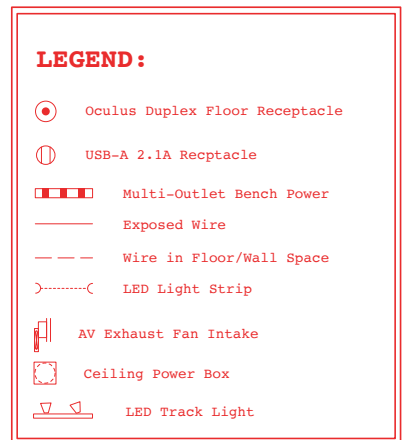 LEGEND:
Oculus Duplex Floor Receptacle
USB-A 2.1A Recptacle
Multi-Outlet Bench Power
Exposed Wire
Wire in Floor/Wall Space
LED Light Strip
AV Exhaust Fan Intake
Ceiling Power Box
LED Track Light